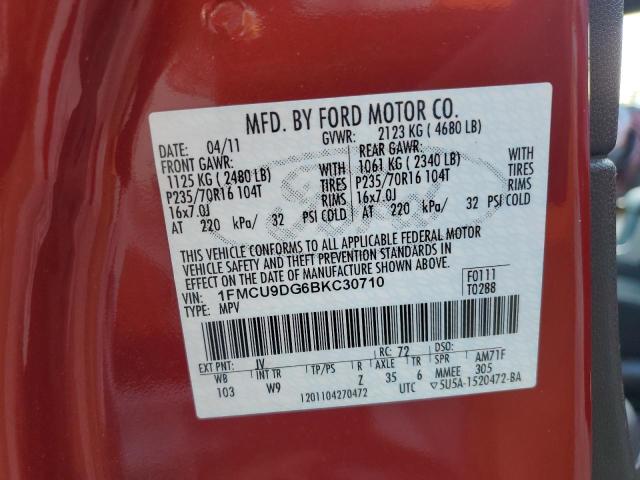 MFD. BY FORD MOTOR CO.
DATE: 04/11 GVWR: 2123 KG ( 4680 LB)
FRONT GAWR: REAR GAWR:
1125 KG ( 2480 LB) WITH 1061 KG ( 2340 LB) WITH
P235/70R16 104T TIRES P235/70R16 104T TIRES
16x7.0J RIMS 16x7.0J RIMS
AT 220 kPa/ 32 PSI COLD AT 220 kPa/ 32 PSI COLD
THIS VEHICLE CONFORMS TO ALL APPLICABLE FEDERAL MOTOR
VEHICLE SAFETY AND THEFT PREVENTION STANDARDS IN
EFFECT ON THE DATE OF MANUFACTURE SHOWN ABOVE.
VIN: 1FMCU9DG6BKC30710 F0111
TYPE: MPV T0288
EXT PNT: IV RC: 72 DSO:
WB INT TR TP/PS R AXLE TR SPR AM71F
103 W9 Z 35 6 MMEE 305
1201104270472 UTC ▽5U5A-1520472-BA